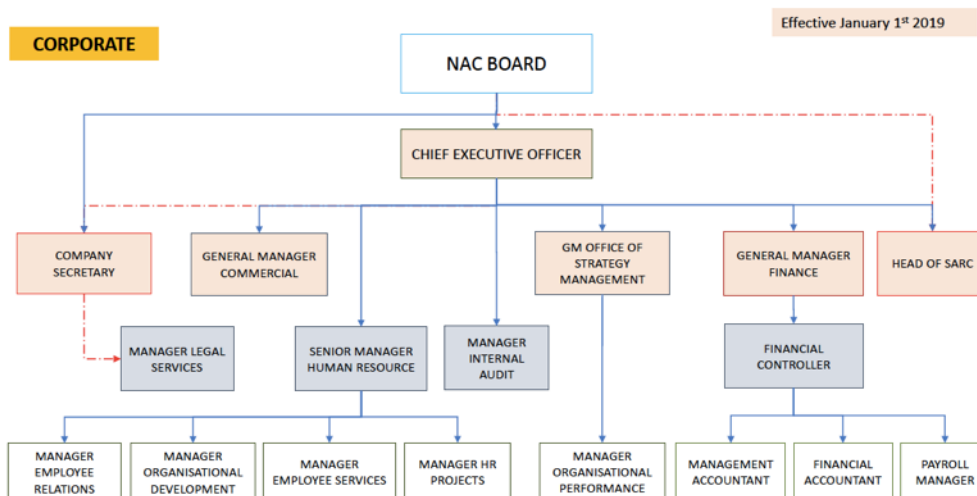 Effective January 1st 2019
CORPORATE
NAC BOARD
CHIEF EXECUTIVE OFFICER
COMPANY
SECRETARY
GENERAL MANAGER
COMMERCIAL
GM OFFICE OF
STRATEGY
MANAGEMENT
GENERAL MANAGER
FINANCE
HEAD OF SARC
MANAGER LEGAL
SERVICES
SENIOR MANAGER
HUMAN RESOURCE
MANAGER
INTERNAL
AUDIT
FINANCIAL
CONTROLLER
MANAGER
EMPLOYEE
RELATIONS
MANAGER
ORGANISATIONAL
DEVELOPMENT
MANAGER
EMPLOYEE SERVICES
MANAGER HR
PROJECTS
MANAGER
ORGANISATIONAL
PERFORMANCE
MANAGEMENT
ACCOUNTANT
FINANCIAL
ACCOUNTANT
PAYROLL
MANAGER